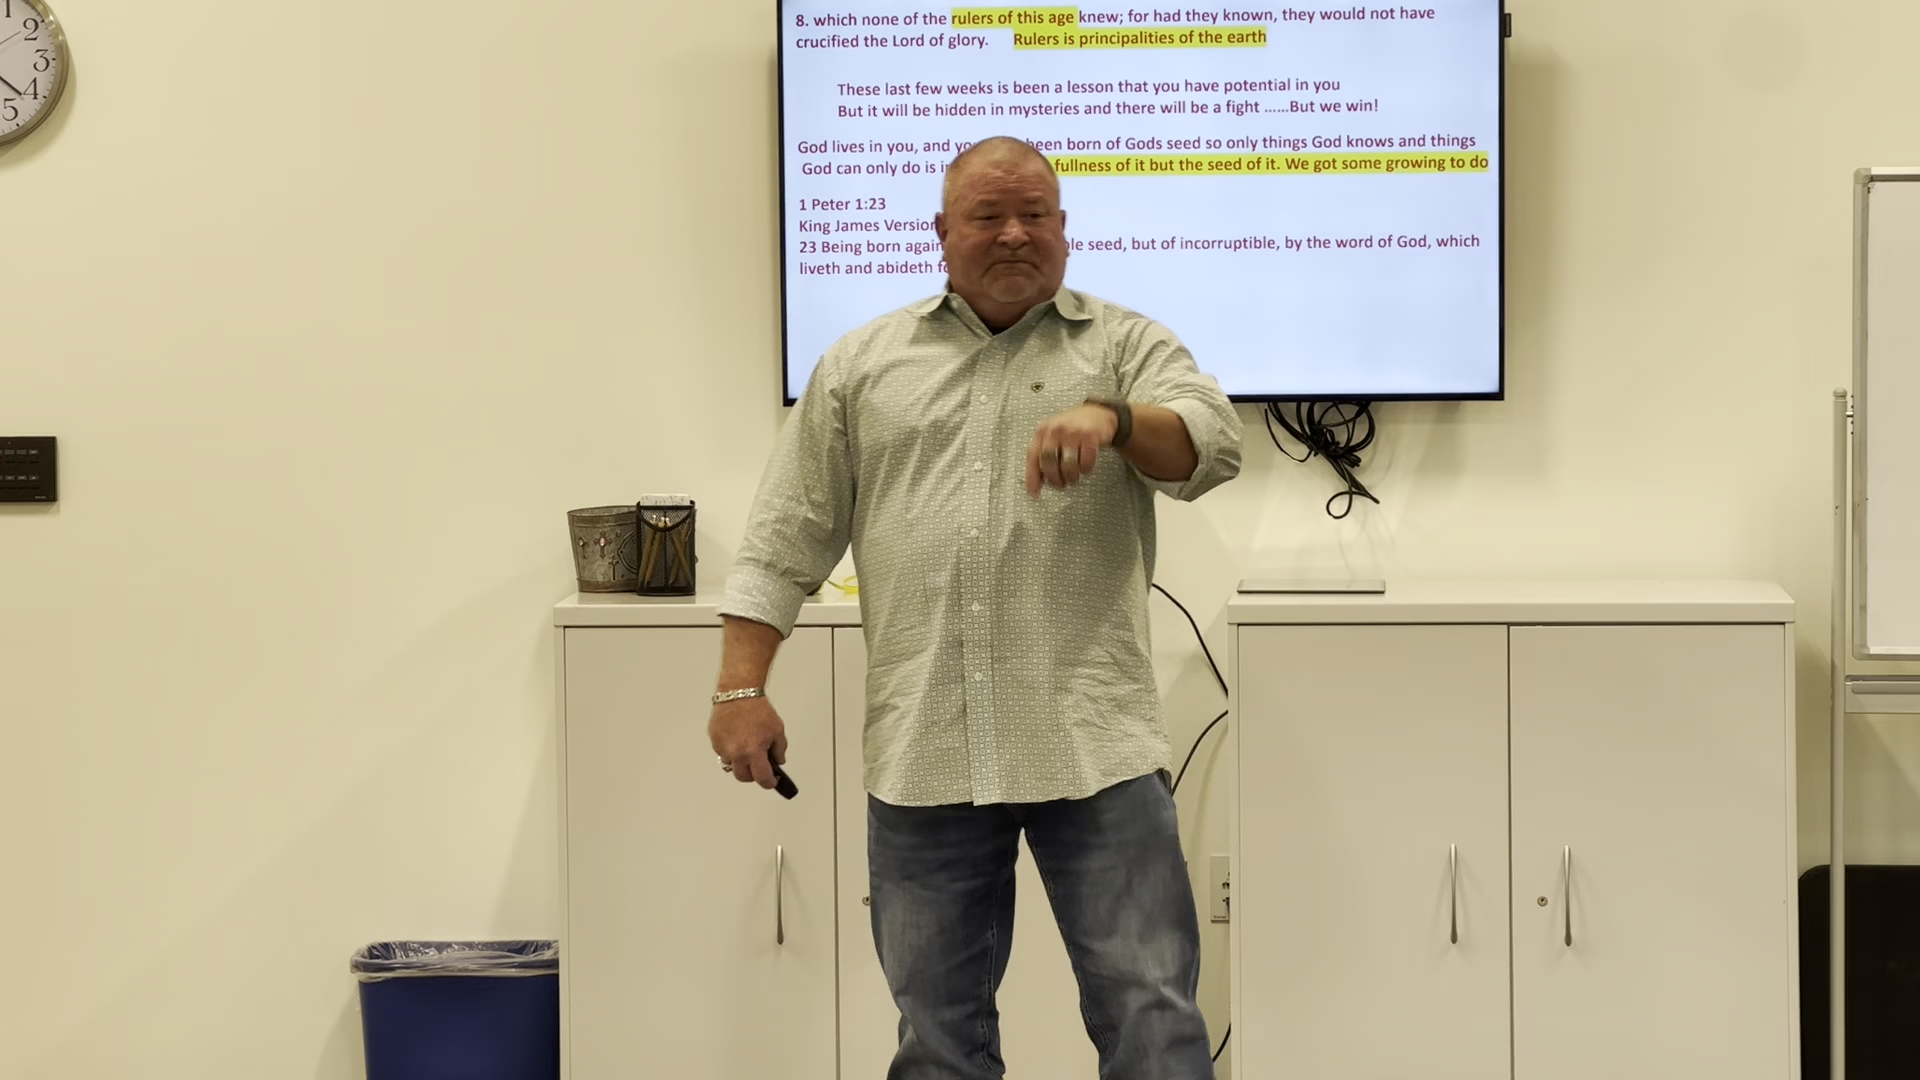 1
2
3
4
5
8. which none of the rulers of this age knew; for had they known, they would not have
crucified the Lord of glory. Rulers is principalities of the earth
These last few weeks is been a lesson that you have potential in you
But it will be hidden in mysteries and there will be a fight ......But we win!
God lives in you, and been born of Gods seed so only things God knows and things
God can only do is fullness of it but the seed of it. We got some growing to do
1 Peter 1:23
King James Version
23 Being born again seed, but of incorruptible, by the word of God, which
liveth and abideth